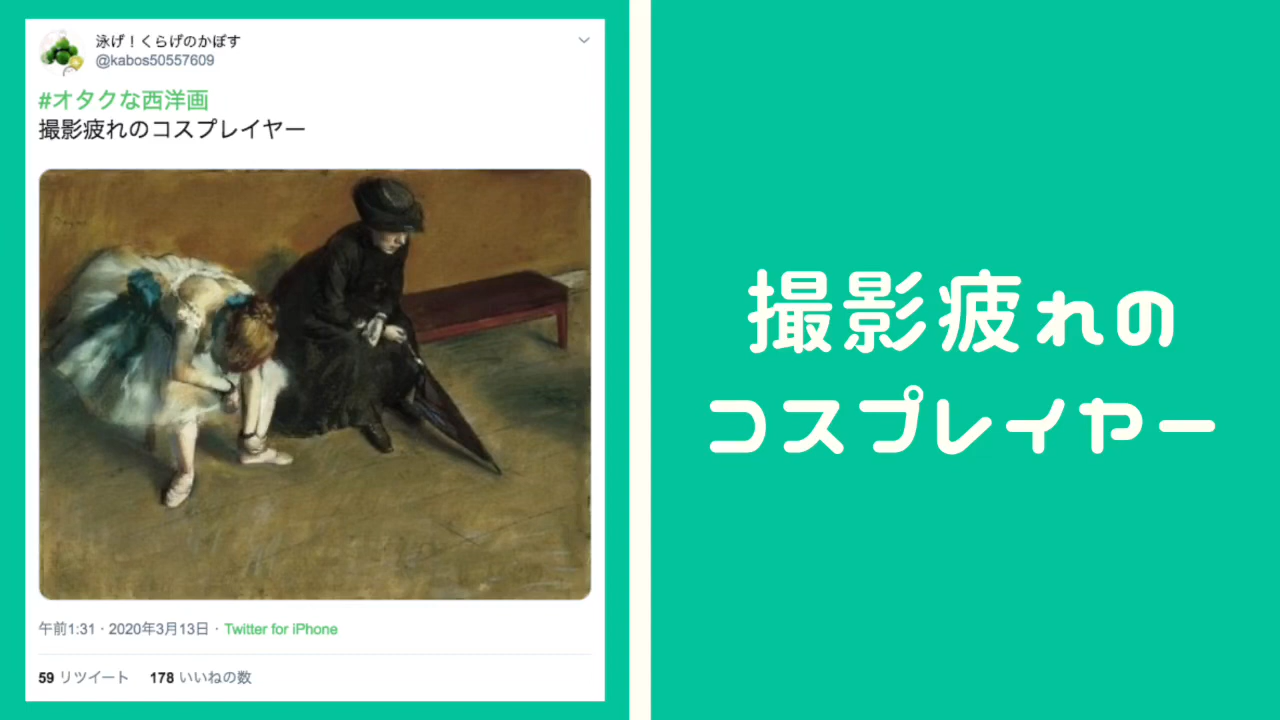 泳げ！くらげのかぼす
@kabos50557609
#オタクな西洋画
撮影疲れのコスプレイヤー
Degas
午前1:31 · 2020年3月13日 · Twitter for iPhone
59 リツイート 178 いいねの数
撮影疲れの
コスプレイヤー